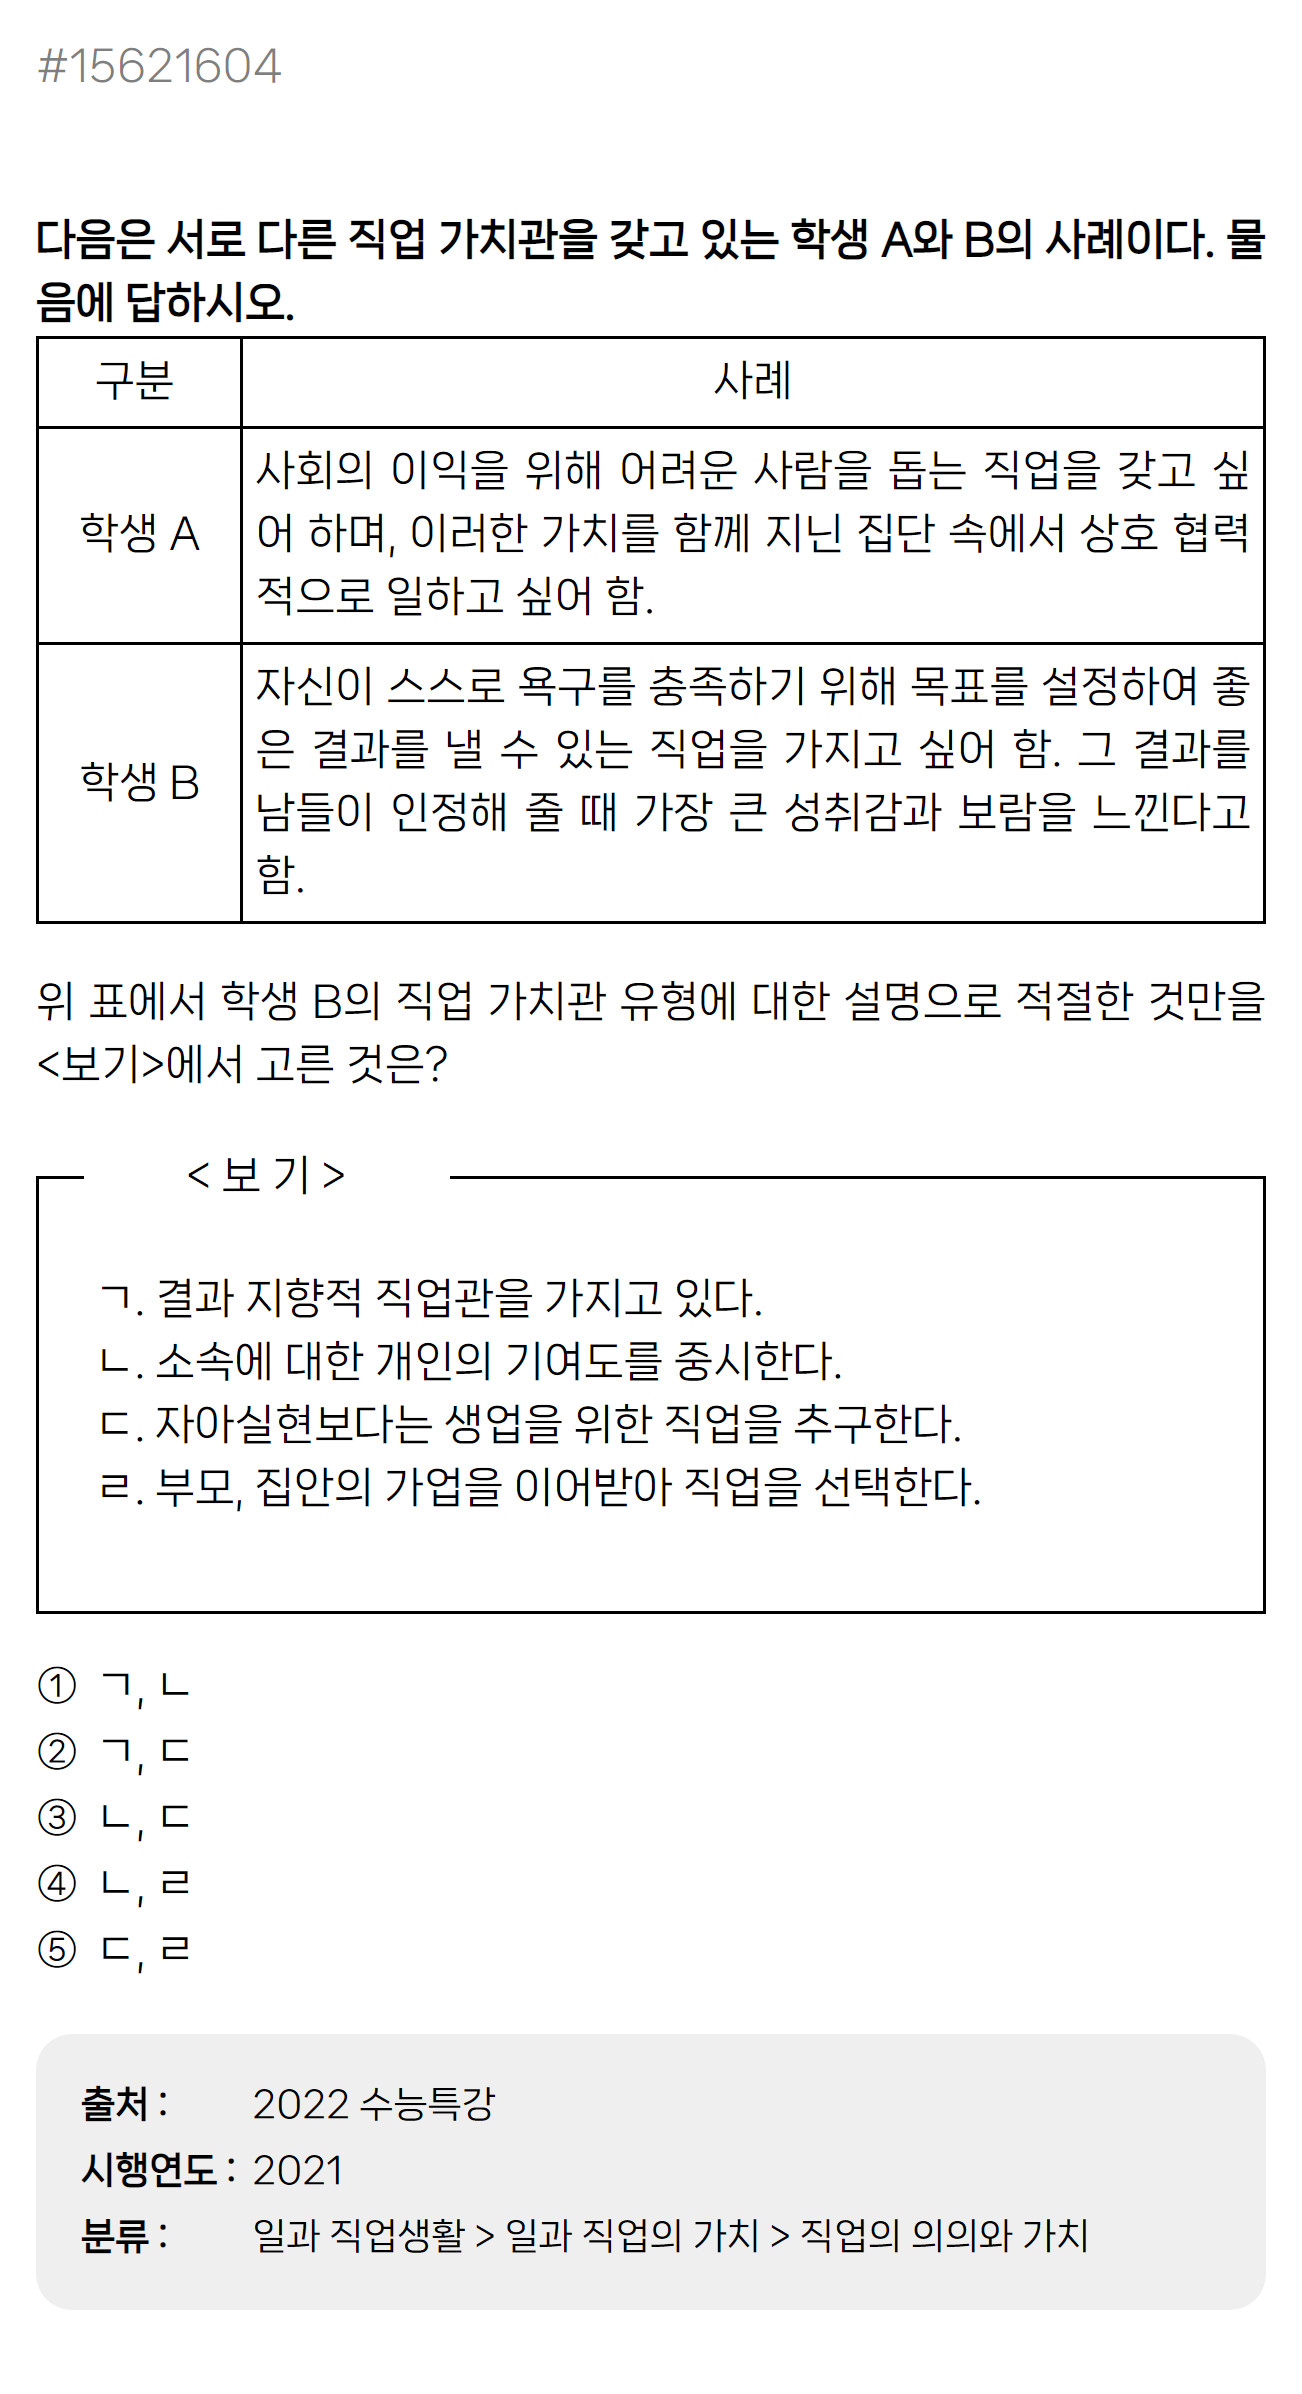 #15621604
다음은 서로 다른 직업 가치관을 갖고 있는 학생 A와 B의 사례이다. 물
음에 답하시오.
구분 사례
학생 A
사회의 이익을 위해 어려운 사람을 돕는 직업을 갖고 싶
어 하며, 이러한 가치를 함께 지닌 집단 속에서 상호 협력
적으로 일하고 싶어 함.
학생 B
자신이 스스로 욕구를 충족하기 위해 목표를 설정하여 좋
은 결과를 낼 수 있는 직업을 가지고 싶어 함. 그 결과를
남들이 인정해 줄 때 가장 큰 성취감과 보람을 느낀다고
함.
위 표에서 학생 B의 직업 가치관 유형에 대한 설명으로 적절한 것만을
<보기>에서 고른 것은?
< 보 기 >
ㄱ. 결과 지향적 직업관을 가지고 있다.
ㄴ. 소속에 대한 개인의 기여도를 중시한다.
ㄷ. 자아실현보다는 생업을 위한 직업을 추구한다.
ㄹ. 부모, 집안의 가업을 이어받아 직업을 선택한다.
① ㄱ, ㄴ
② ㄱ, ㄷ
③ ㄴ, ㄷ
④ ㄴ, ㄹ
⑤ ㄷ, ㄹ
출처 : 2022 수능특강
시행연도 : 2021
분류 : 일과 직업생활 > 일과 직업의 가치 > 직업의 의의와 가치